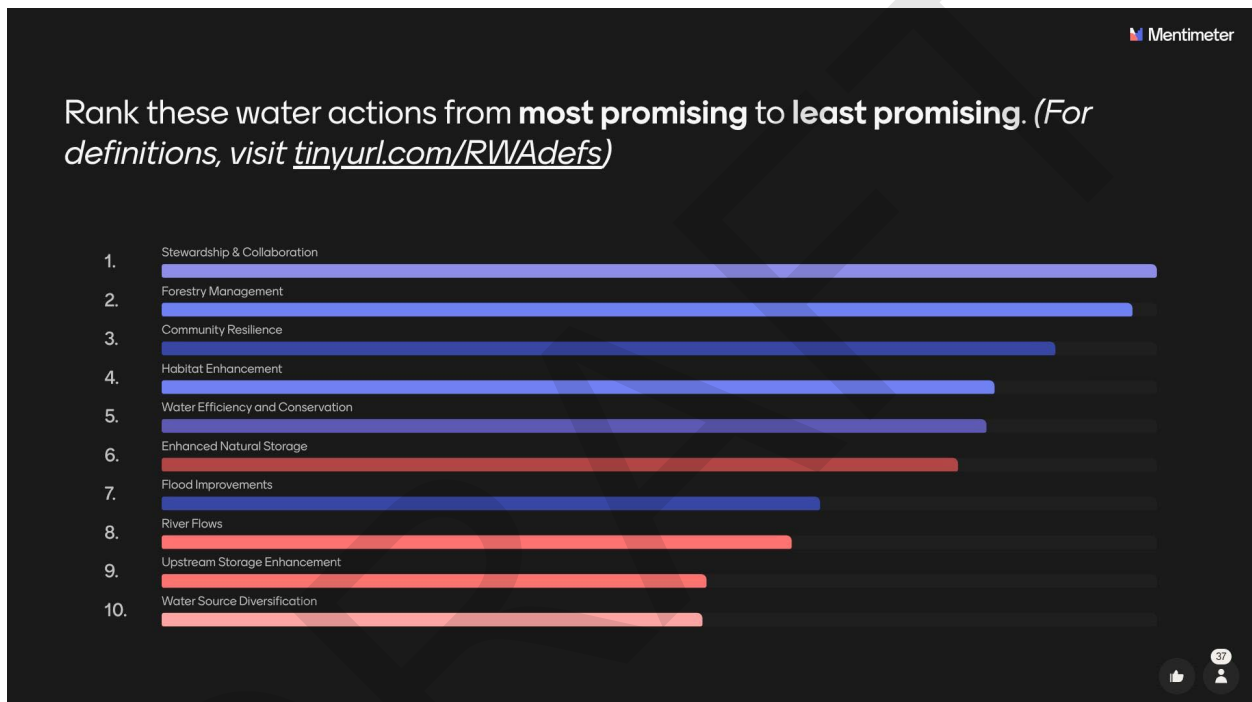 Mentimeter
Rank these water actions from most promising to least promising. (For
definitions, visit tinyurl.com/RWAdefs)
1. Stewardship & Collaboration
2. Forestry Management
3. Community Resilience
4. Habitat Enhancement
5. Water Efficiency and Conservation
6. Enhanced Natural Storage
7. Flood Improvements
8. River Flows
9. Upstream Storage Enhancement
10. Water Source Diversification
37
DRAFT